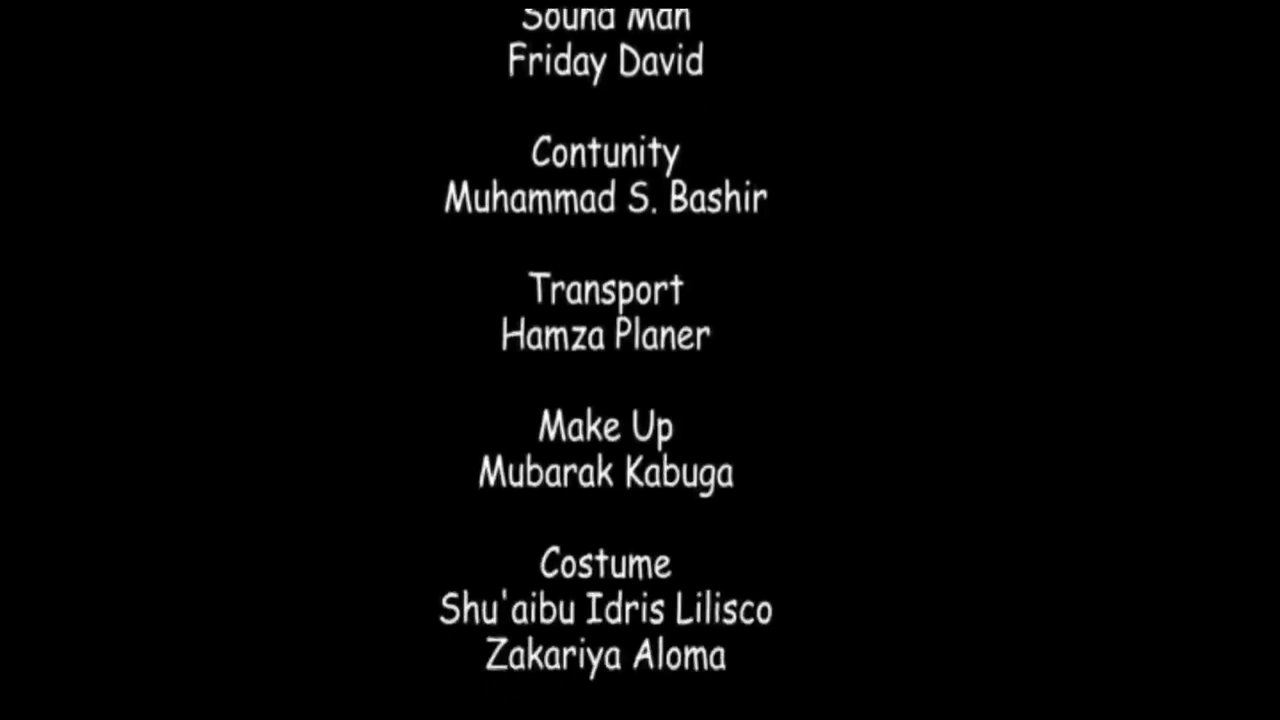 Sound Man
Friday David
Contunity
Muhammad S. Bashir
Transport
Hamza Planer
Make Up
Mubarak Kabuga
Costume
Shu'aibu Idris Lilisco
Zakariya Aloma